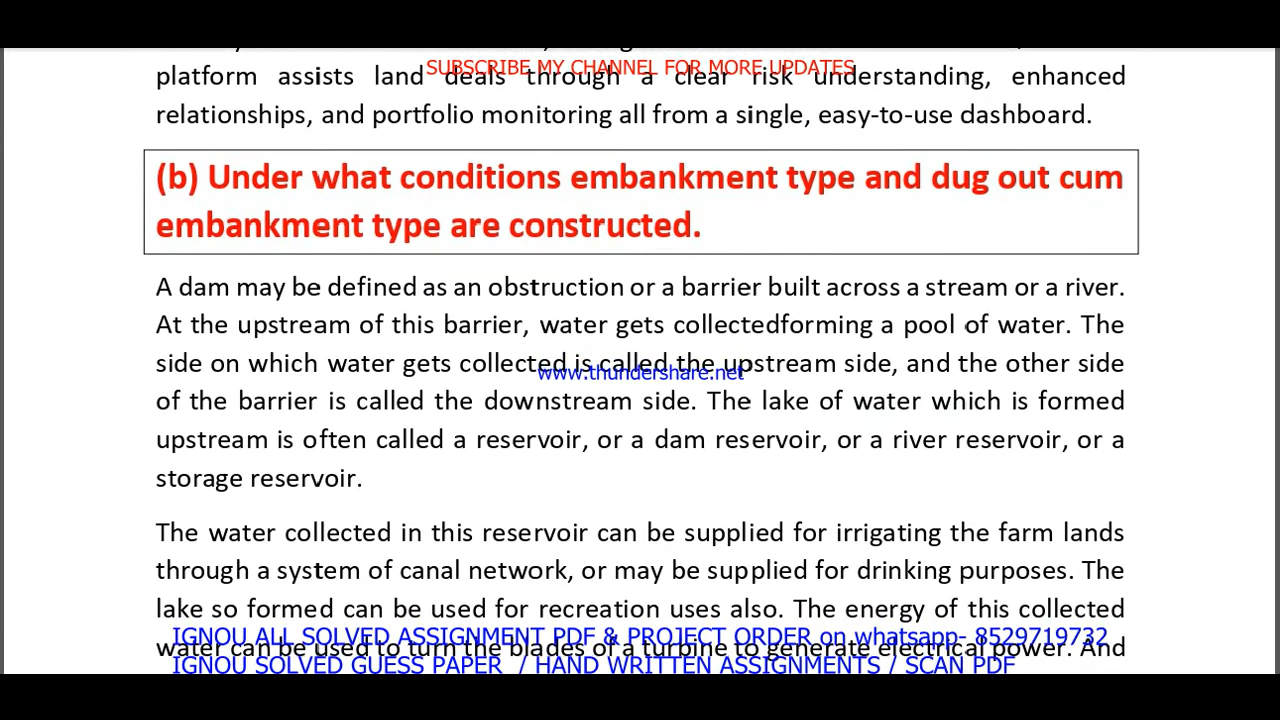 platform assists land deals through a clear risk understanding, enhanced
SUBSCRIBE MY CHANNEL FOR MORE UPDATES
relationships, and portfolio monitoring all from a single, easy-to-use dashboard.
(b) Under what conditions embankment type and dug out cum
embankment type are constructed.
A dam may be defined as an obstruction or a barrier built across a stream or a river.
At the upstream of this barrier, water gets collectedforming a pool of water. The
side on which water gets collected is called the upstream side, and the other side
www.thundershare.net
of the barrier is called the downstream side. The lake of water which is formed
upstream is often called a reservoir, or a dam reservoir, or a river reservoir, or a
storage reservoir.
The water collected in this reservoir can be supplied for irrigating the farm lands
through a system of canal network, or may be supplied for drinking purposes. The
lake so formed can be used for recreation uses also. The energy of this collected
IGNOU ALL SOLVED ASSIGNMENT PDF & PROJECT ORDER on whatsapp- 8529719732
water can be used to turn the blades of a turbine to generate electrical power. And
IGNOU SOLVED GUESS PAPER / HAND WRITTEN ASSIGNMENTS / SCAN PDF